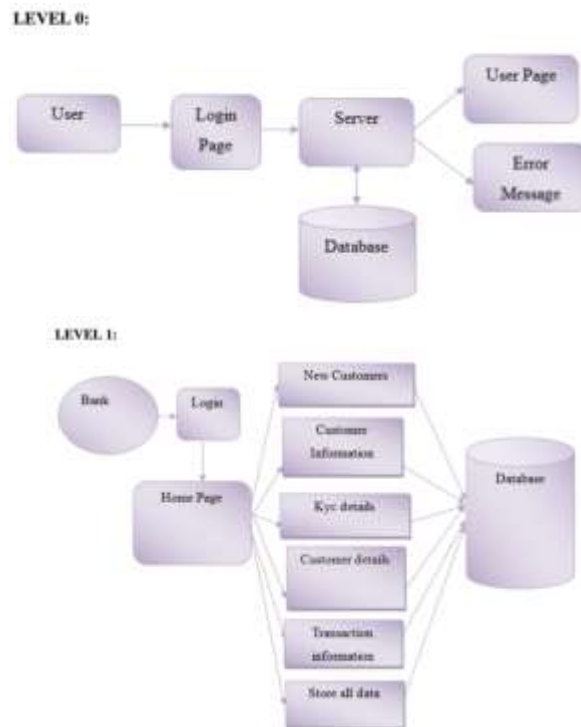 LEVEL 0:
User
Login
Page
Server
User Page
Error
Message
Database
LEVEL 1:
Bank
Login
Home Page
New Customers
Customer
Information
Kyc details
Customer details
Transaction
information
Store all data
Database